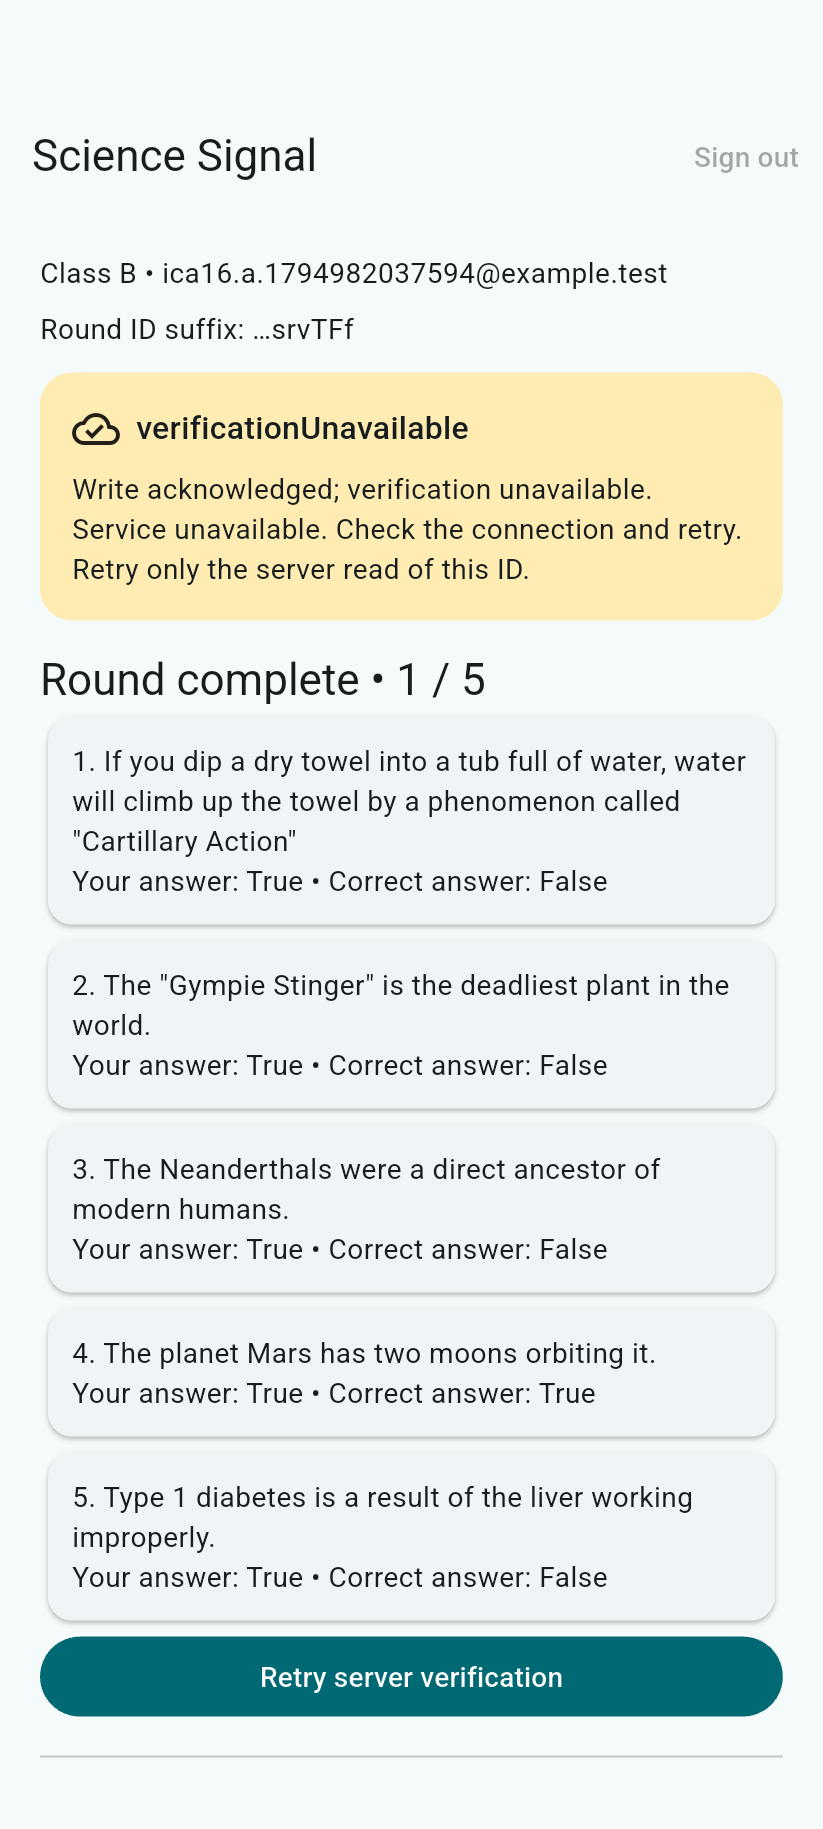 Science Signal
Sign out
Class B • ica16.a.1794982037594@example.test
Round ID suffix: …srvTFf
verificationUnavailable
Write acknowledged; verification unavailable.
Service unavailable. Check the connection and retry.
Retry only the server read of this ID.
Round complete • 1 / 5
1. If you dip a dry towel into a tub full of water, water
will climb up the towel by a phenomenon called
"Cartillary Action"
Your answer: True • Correct answer: False
2. The "Gympie Stinger" is the deadliest plant in the
world.
Your answer: True • Correct answer: False
3. The Neanderthals were a direct ancestor of
modern humans.
Your answer: True • Correct answer: False
4. The planet Mars has two moons orbiting it.
Your answer: True • Correct answer: True
5. Type 1 diabetes is a result of the liver working
improperly.
Your answer: True • Correct answer: False
Retry server verification